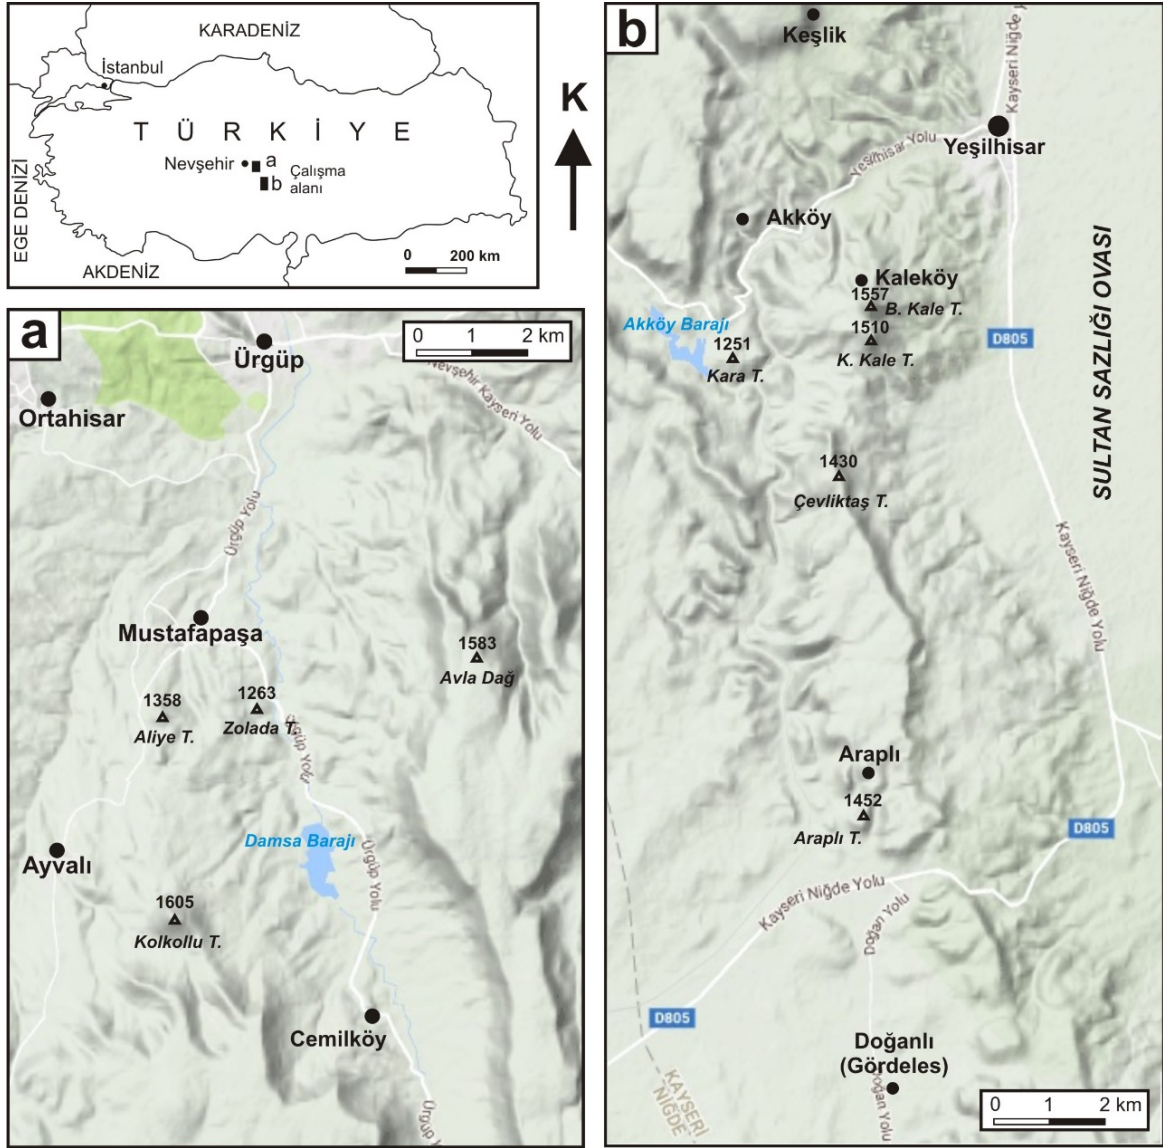 KARADENİZ
İstanbul
T Ü R K İ Y E
Nevşehir
a
b
Çalışma
alanı
EGE DENİZİ
AKDENİZ
0 200 km
K
a
0 1 2 km
Ürgüp
Ortahisar
Nevşehir Kayseri Yolu
Ürgüp Yolu
Mustafapaşa
1583
Avla Dağ
1358
Aliye T.
1263
Zolada T.
Ürgüp Yolu
Damsa Barajı
Ürgüp Yolu
Ayvalı
1605
Kolkollu T.
Cemilköy
Ürgüp
b
Keşlik
Kayseri Niğde y
Yeşilhisar Yolu
Yeşilhisar
Akköy
Kaleköy
1557
B. Kale T.
Akköy Barajı
1251
Kara T.
1510
K. Kale T.
D805
SULTAN SAZLIĞI OVASI
1430
Çevliktaş T.
Kayseri Niğde Yolu
Araplı
1452
Araplı T.
D805
Kayseri Niğde Yolu
Doğan Yolu
D805
Doğanlı
(Gördeles)
Doğan Yolu
KAYSERİ
NİĞDE
0 1 2 km